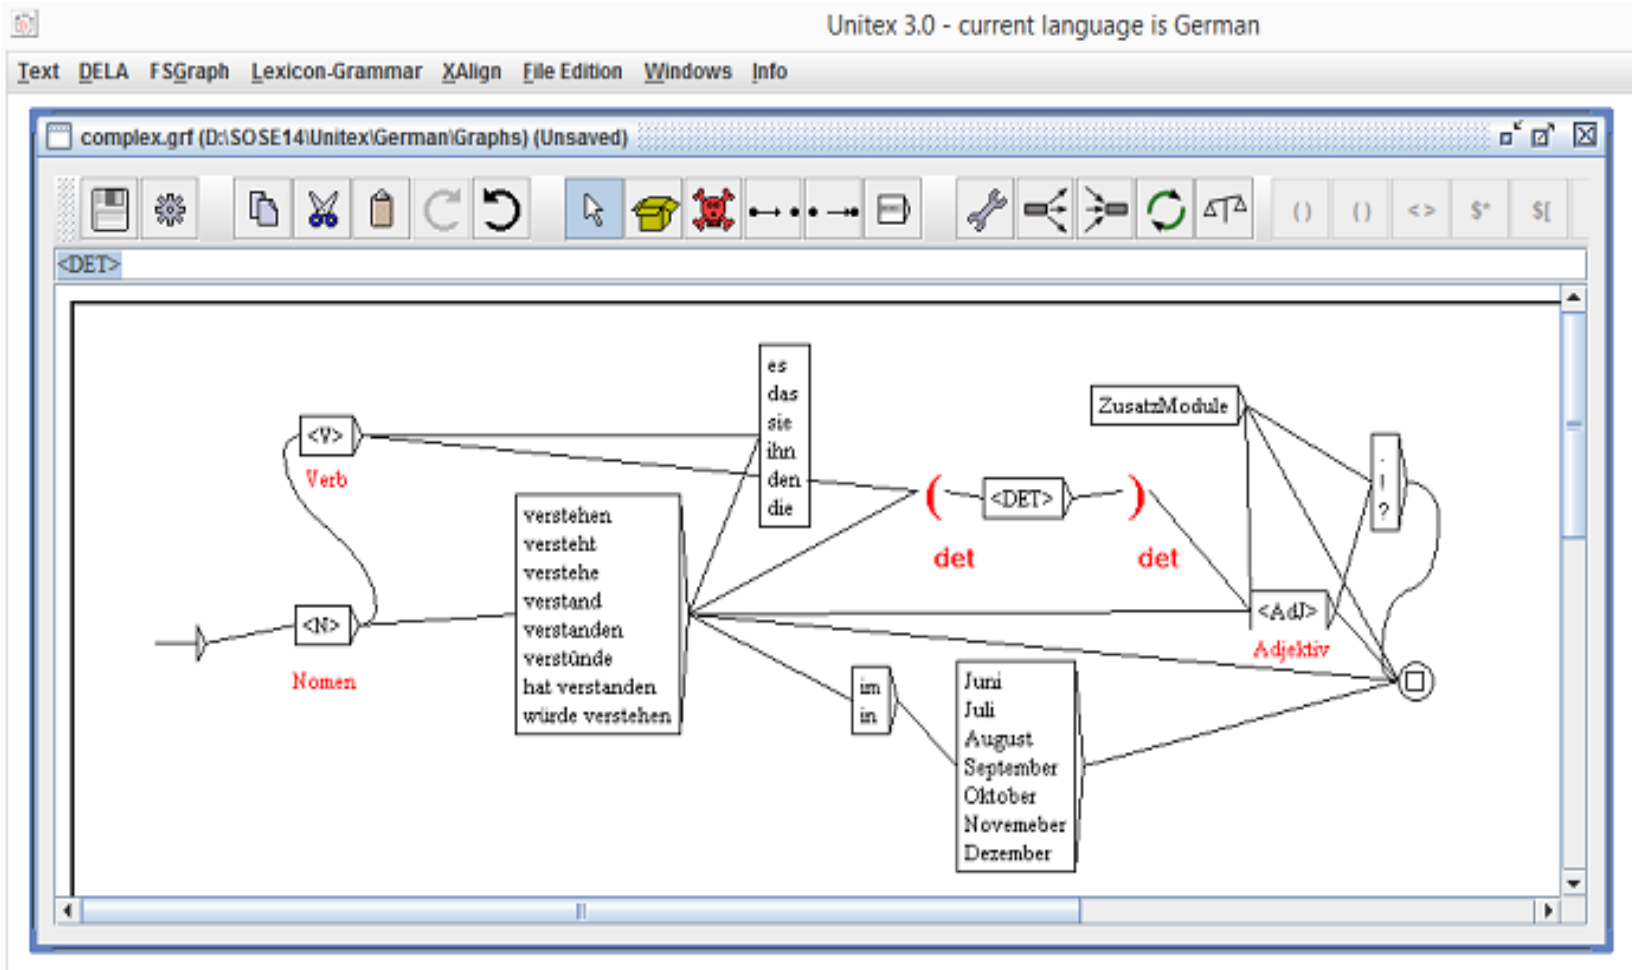 Unitex 3.0 - current language is German
Text DELA FSGraph Lexicon-Grammar XAlign File Edition Windows Info
complex.grf (D:\SOSE14\Unitex\German\Graphs) (Unsaved)
( ) ( ) < > $* $[
<DET>
es
das
sie
ihn
den
die
ZusatzModule
<V>
Verb
.
!
?
( <DET> )
det det
verstehen
versteht
verstehe
verstand
verstanden
verstünde
hat verstanden
würde verstehen
<N>
Nomen
<AdJ>
Adjektiv
im
in
Juni
Juli
August
September
Oktober
Novemeber
Dezember